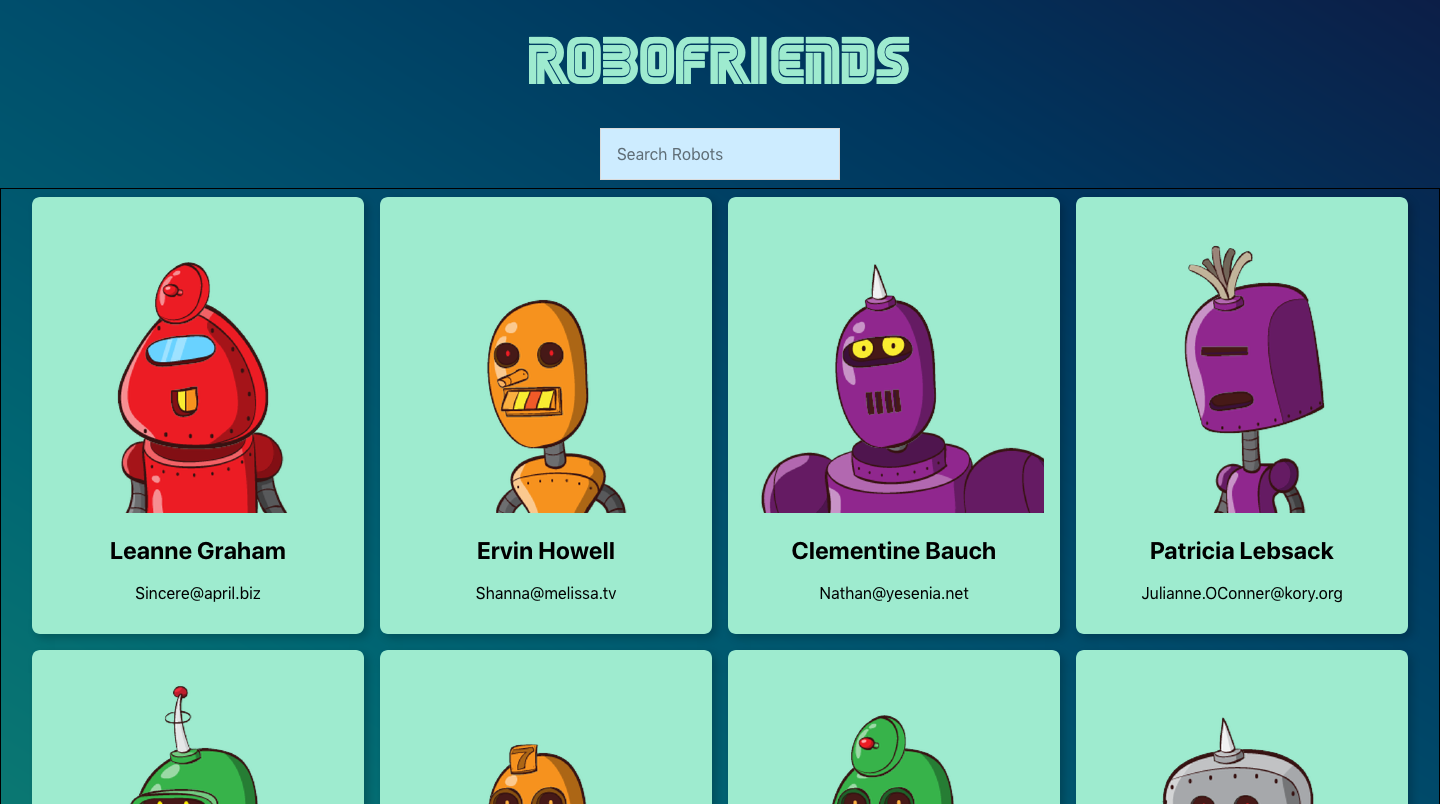 ROBOFRIENDS
Search Robots
Leanne Graham
Sincere@april.biz
Ervin Howell
Shanna@melissa.tv
Clementine Bauch
Nathan@yesenia.net
Patricia Lebsack
Julianne.OConner@kory.org
7